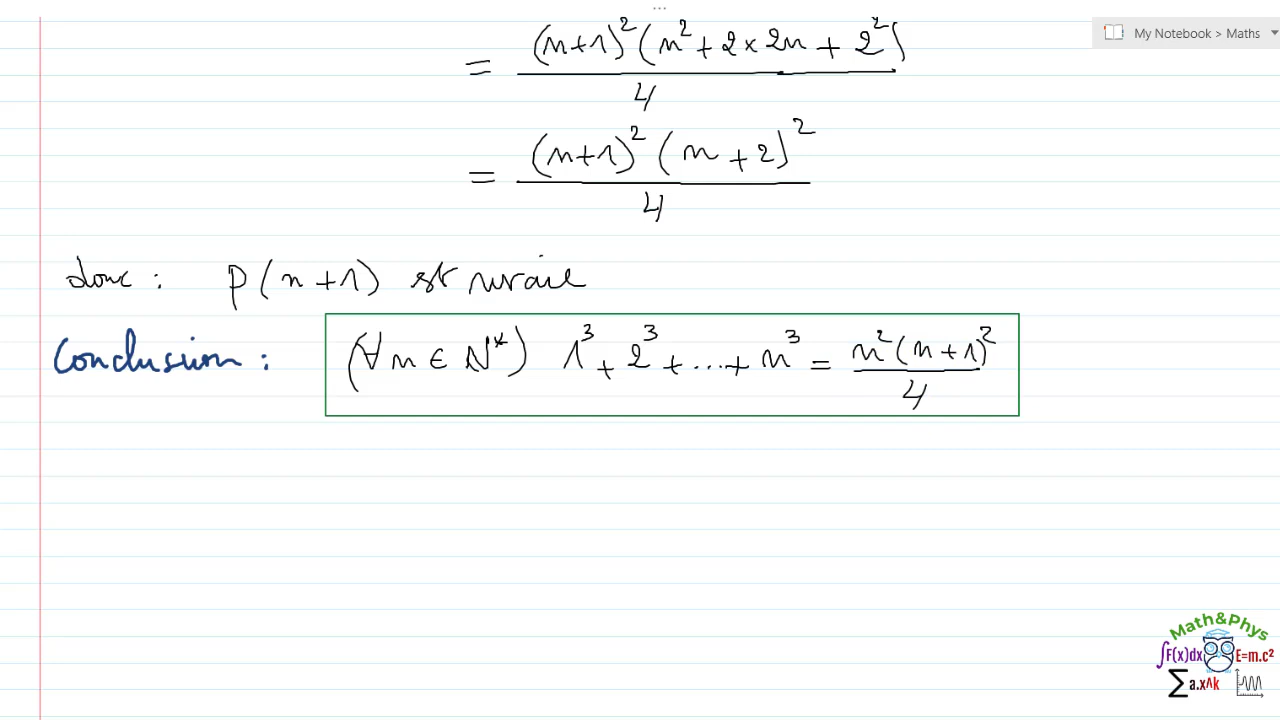 ...
My Notebook > Maths
= (n+1)²(n² + 2 × 2n + 2²) / 4
= (n+1)² (n + 2)² / 4
donc : P(n+1) est vraie
Conclusion : (∀ n ∈ N*) 1³ + 2³ + ... + n³ = n²(n+1)² / 4
Math&Phys
∫F(x)dx E=m.c²
∑ a.x^k